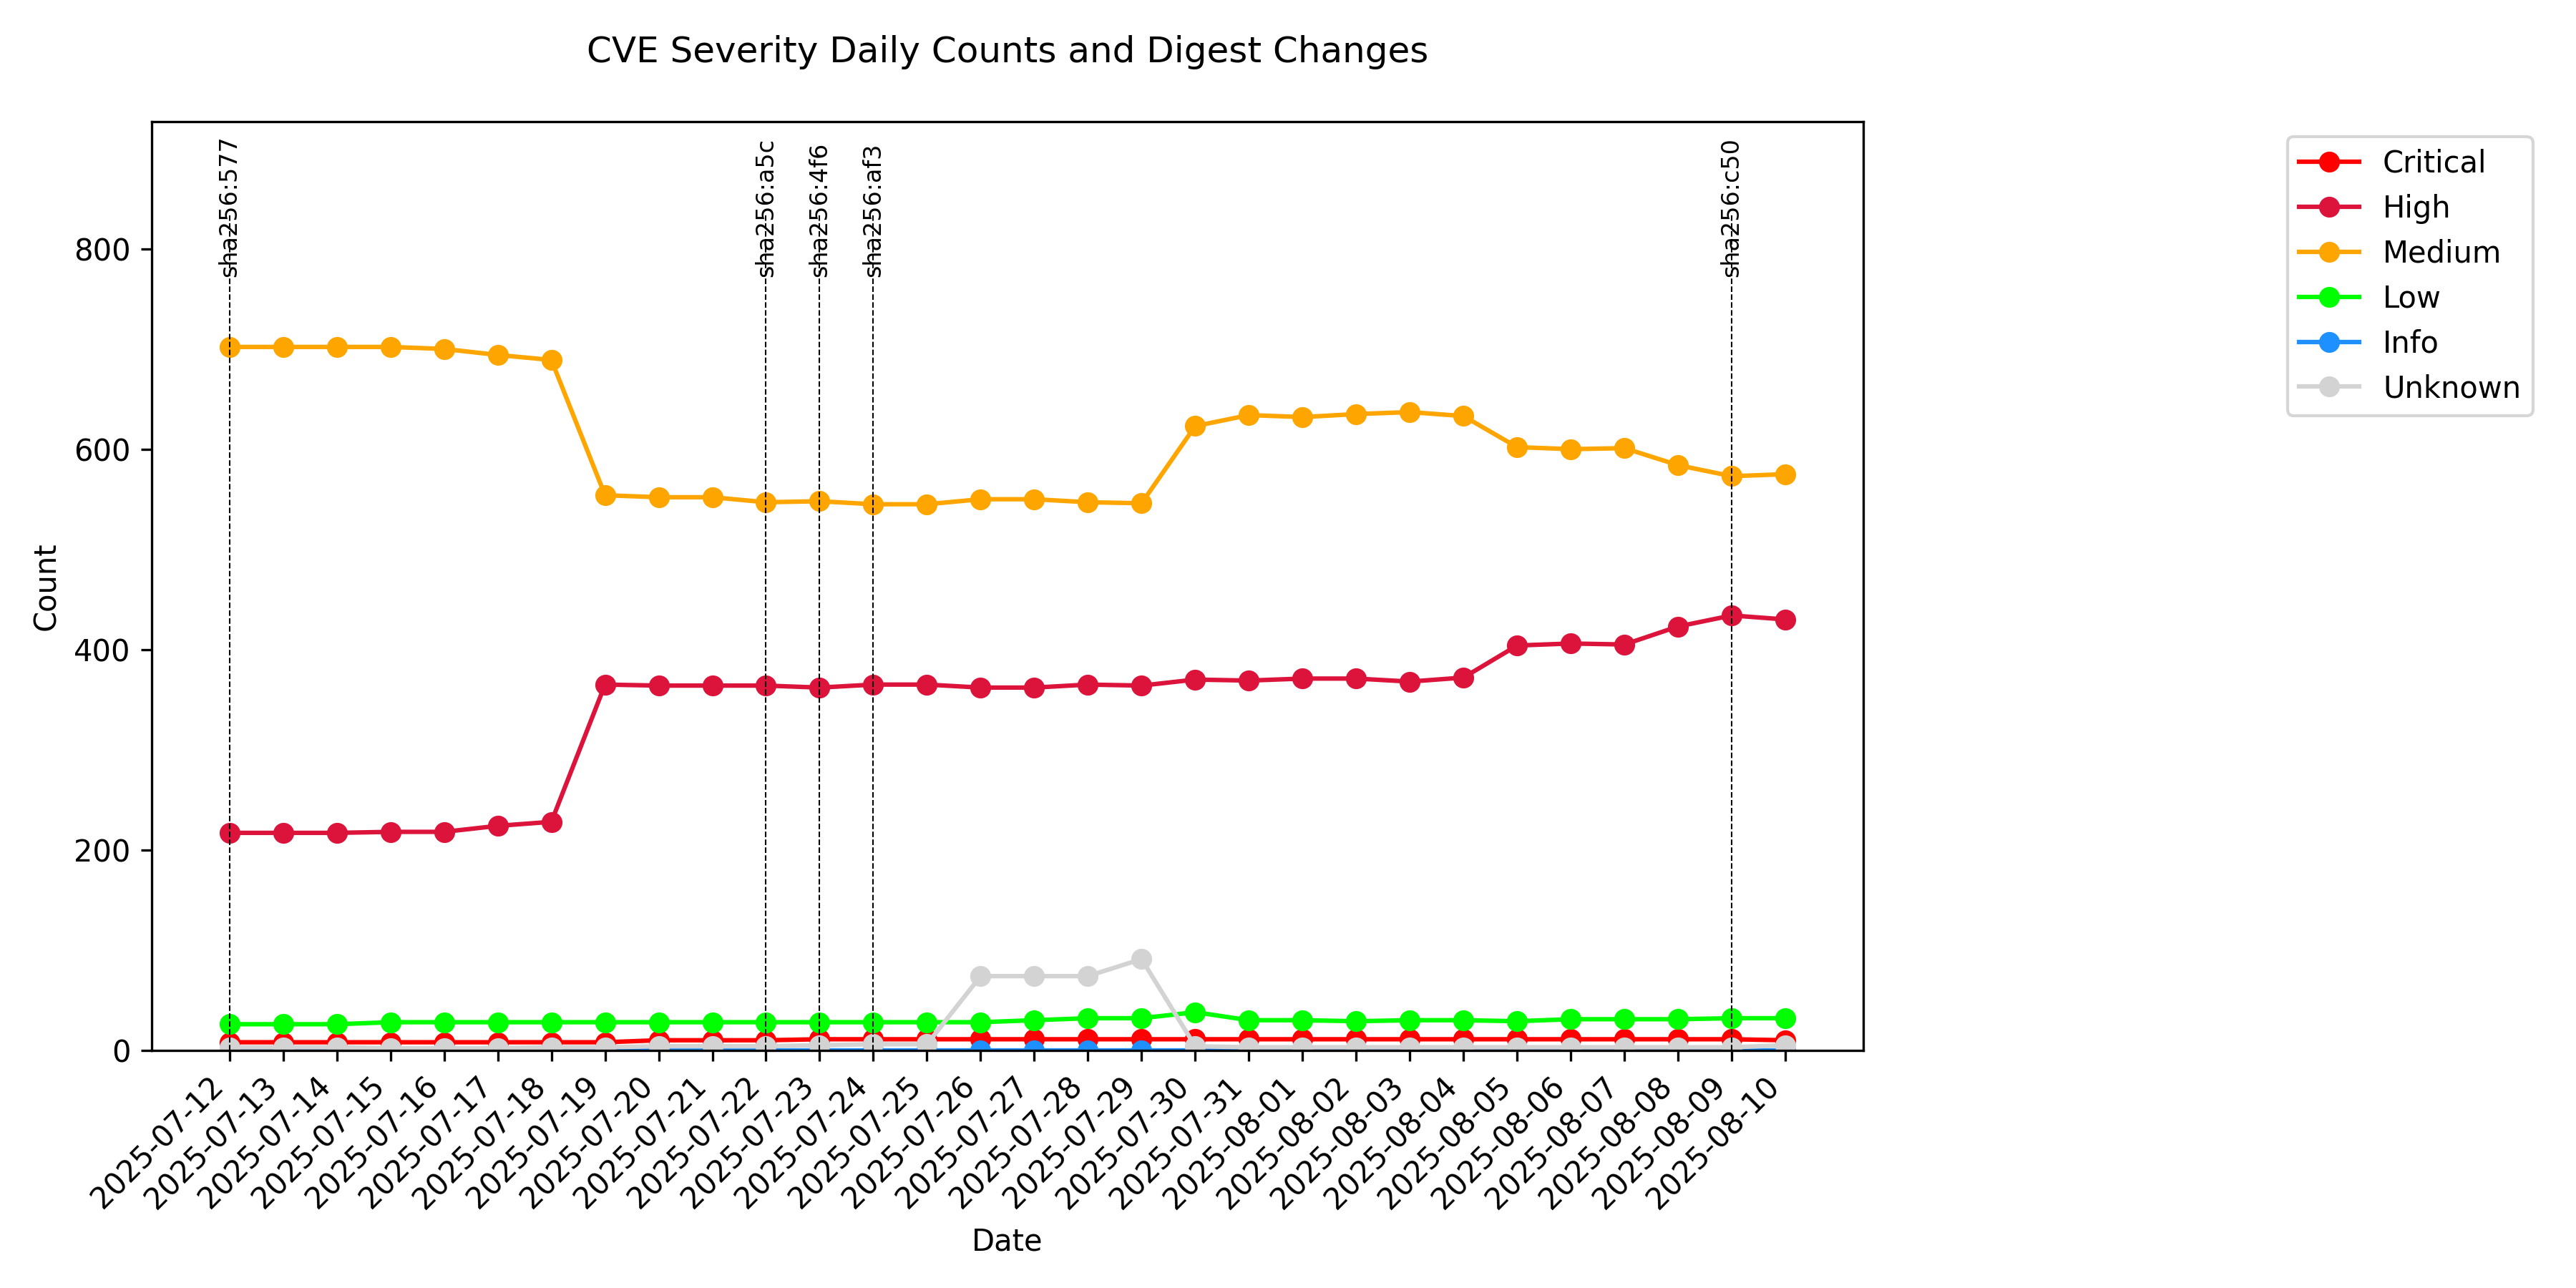 CVE Severity Daily Counts and Digest Changes
sha256:577
sha256:a5c
sha256:4f6
sha256:af3
sha256:c50
Critical
High
Medium
Low
Info
Unknown
Count
800
600
400
200
0
2025-07-12
2025-07-13
2025-07-14
2025-07-15
2025-07-16
2025-07-17
2025-07-18
2025-07-19
2025-07-20
2025-07-21
2025-07-22
2025-07-23
2025-07-24
2025-07-25
2025-07-26
2025-07-27
2025-07-28
2025-07-29
2025-07-30
2025-07-31
2025-08-01
2025-08-02
2025-08-03
2025-08-04
2025-08-05
2025-08-06
2025-08-07
2025-08-08
2025-08-09
2025-08-10
Date